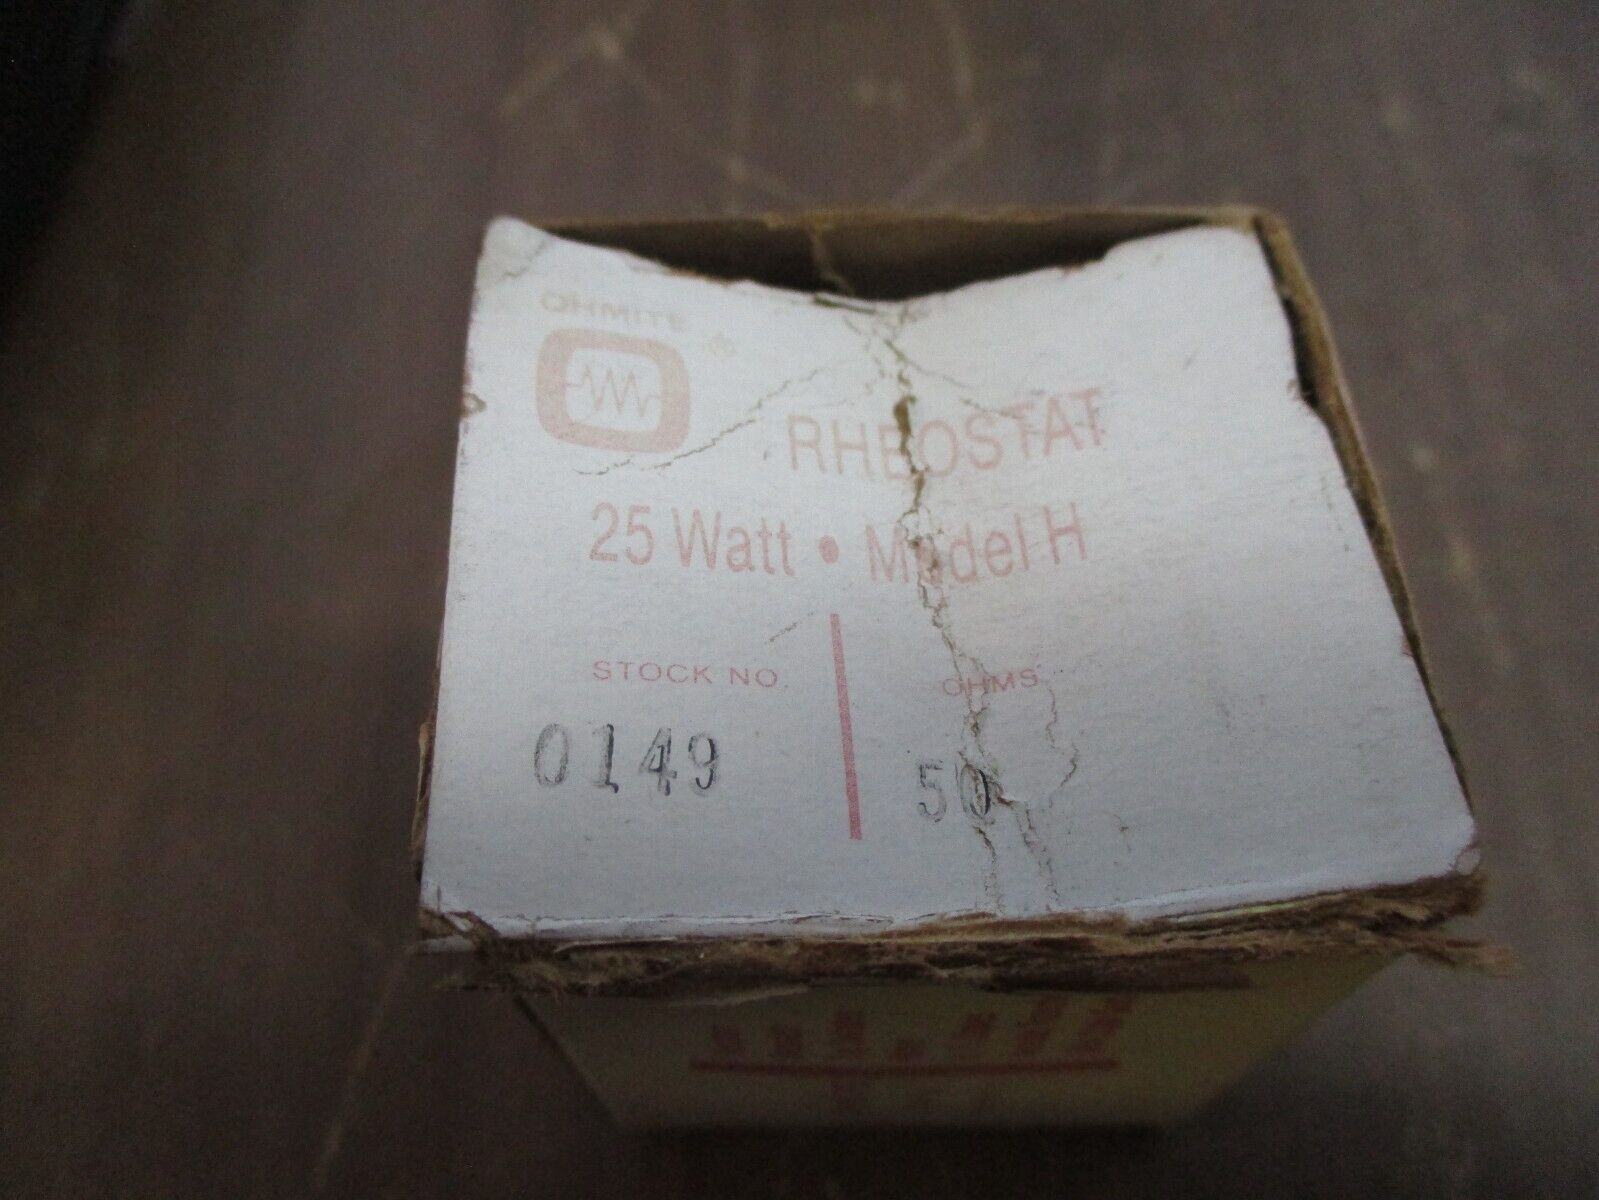 OHMITE
RHEOSTAT
25 Watt • Model H
STOCK NO.
OHMS
0149
50